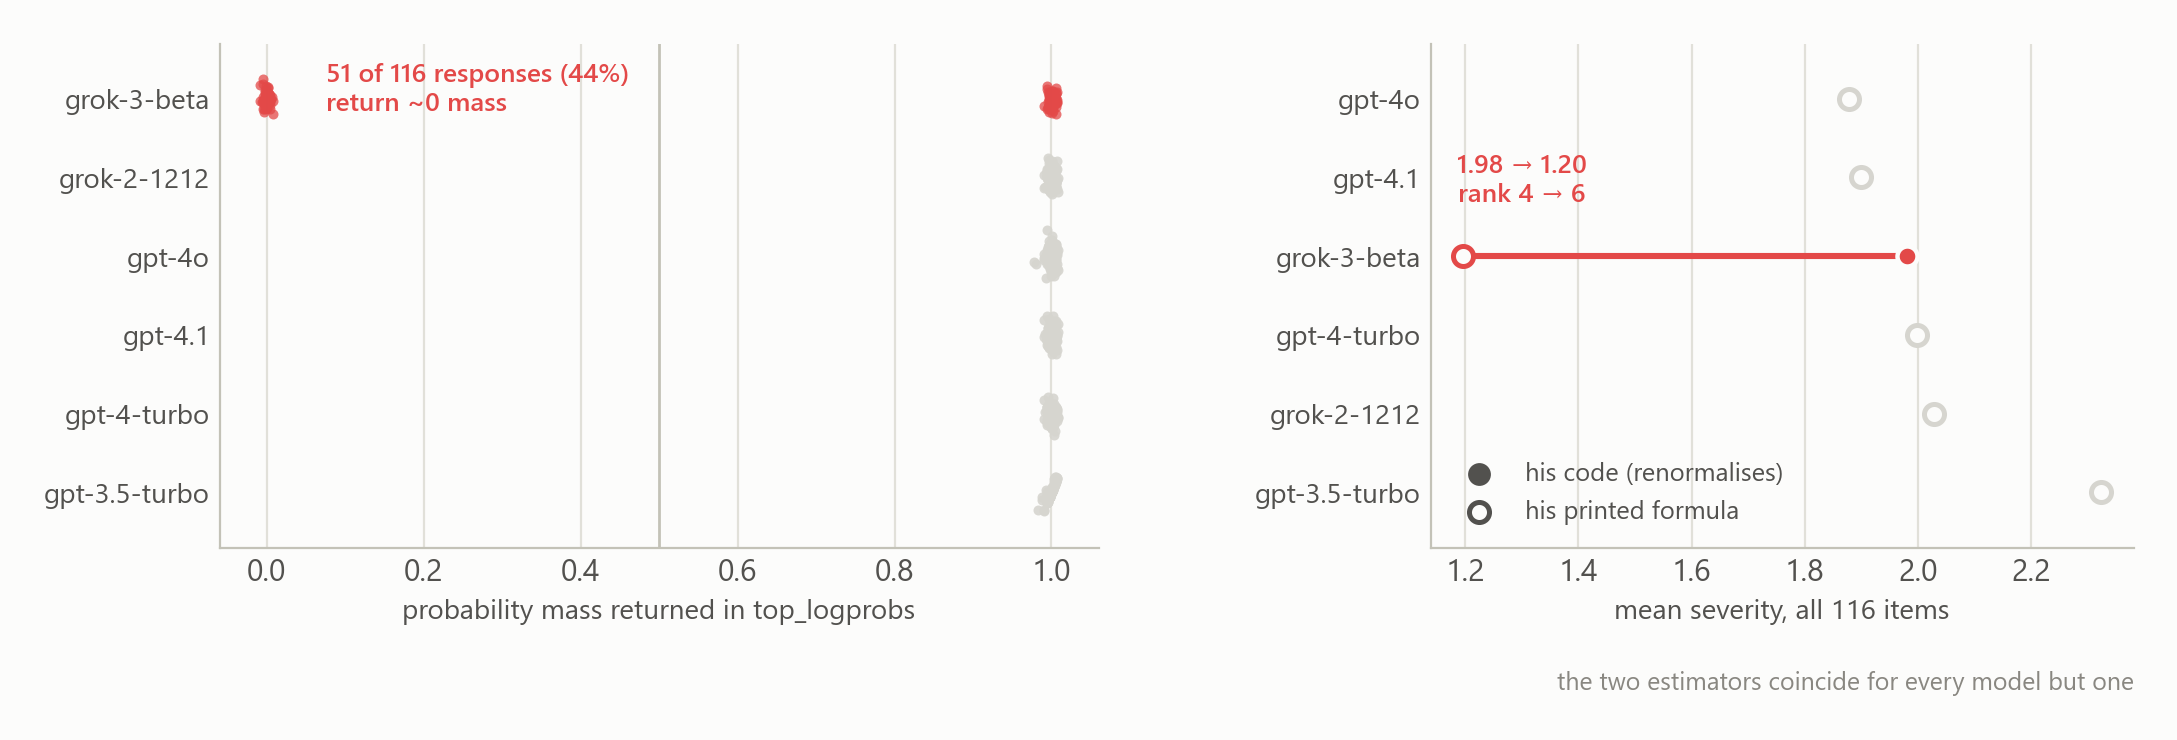 51 of 116 responses (44%)
return ~0 mass
grok-3-beta
grok-2-1212
gpt-4o
gpt-4.1
gpt-4-turbo
gpt-3.5-turbo
0.0 0.2 0.4 0.6 0.8 1.0
probability mass returned in top_logprobs
gpt-4o
gpt-4.1
1.98 → 1.20
rank 4 → 6
grok-3-beta
gpt-4-turbo
grok-2-1212
gpt-3.5-turbo
his code (renormalises)
his printed formula
1.2 1.4 1.6 1.8 2.0 2.2
mean severity, all 116 items
the two estimators coincide for every model but one